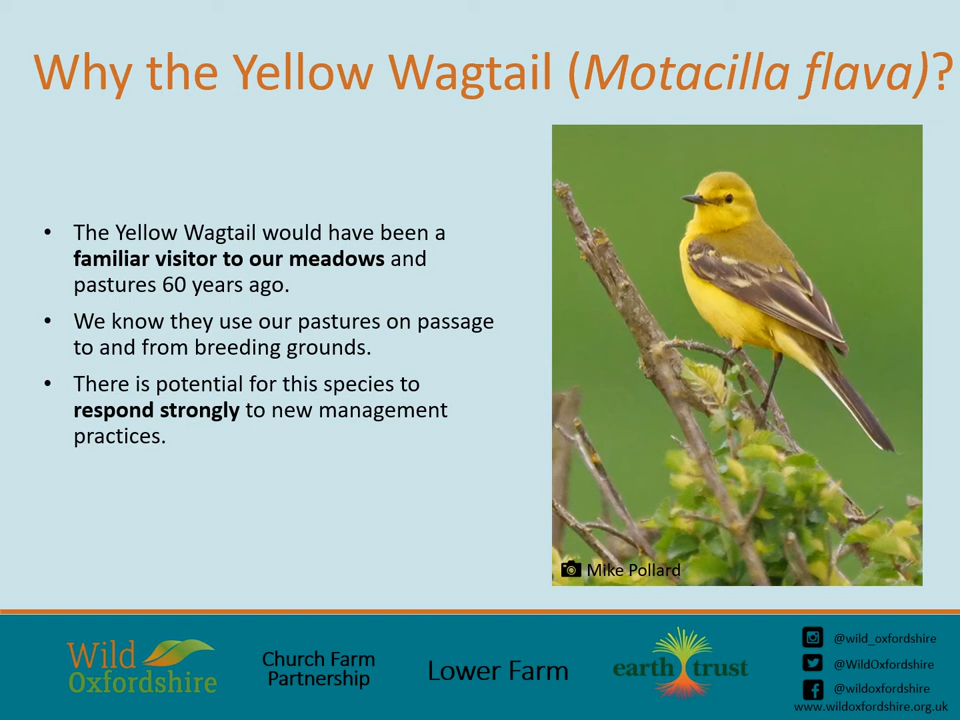 Why the Yellow Wagtail (Motacilla flava)?
• The Yellow Wagtail would have been a
familiar visitor to our meadows and
pastures 60 years ago.
• We know they use our pastures on passage
to and from breeding grounds.
• There is potential for this species to
respond strongly to new management
practices.
Mike Pollard
Wild
Oxfordshire
Church Farm
Partnership
Lower Farm
earth trust
@wild_oxfordshire
@WildOxfordshire
@wildoxfordshire
www.wildoxfordshire.org.uk